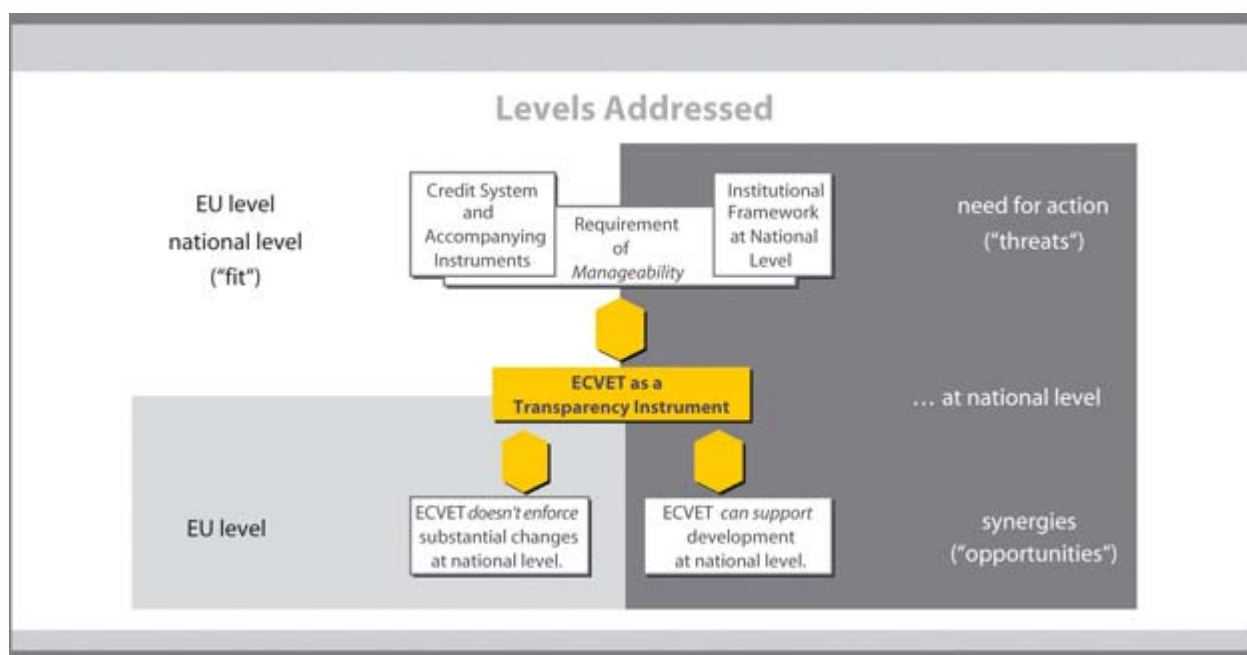 Levels Addressed
EU level
national level
("fit")
Credit System
and
Accompanying
Instruments
Requirement
of
Manageability
Institutional
Framework
at National
Level
need for action
("threats")
ECVET as a
Transparency Instrument
… at national level
EU level
ECVET doesn't enforce
substantial changes
at national level.
ECVET can support
development
at national level.
synergies
("opportunities")